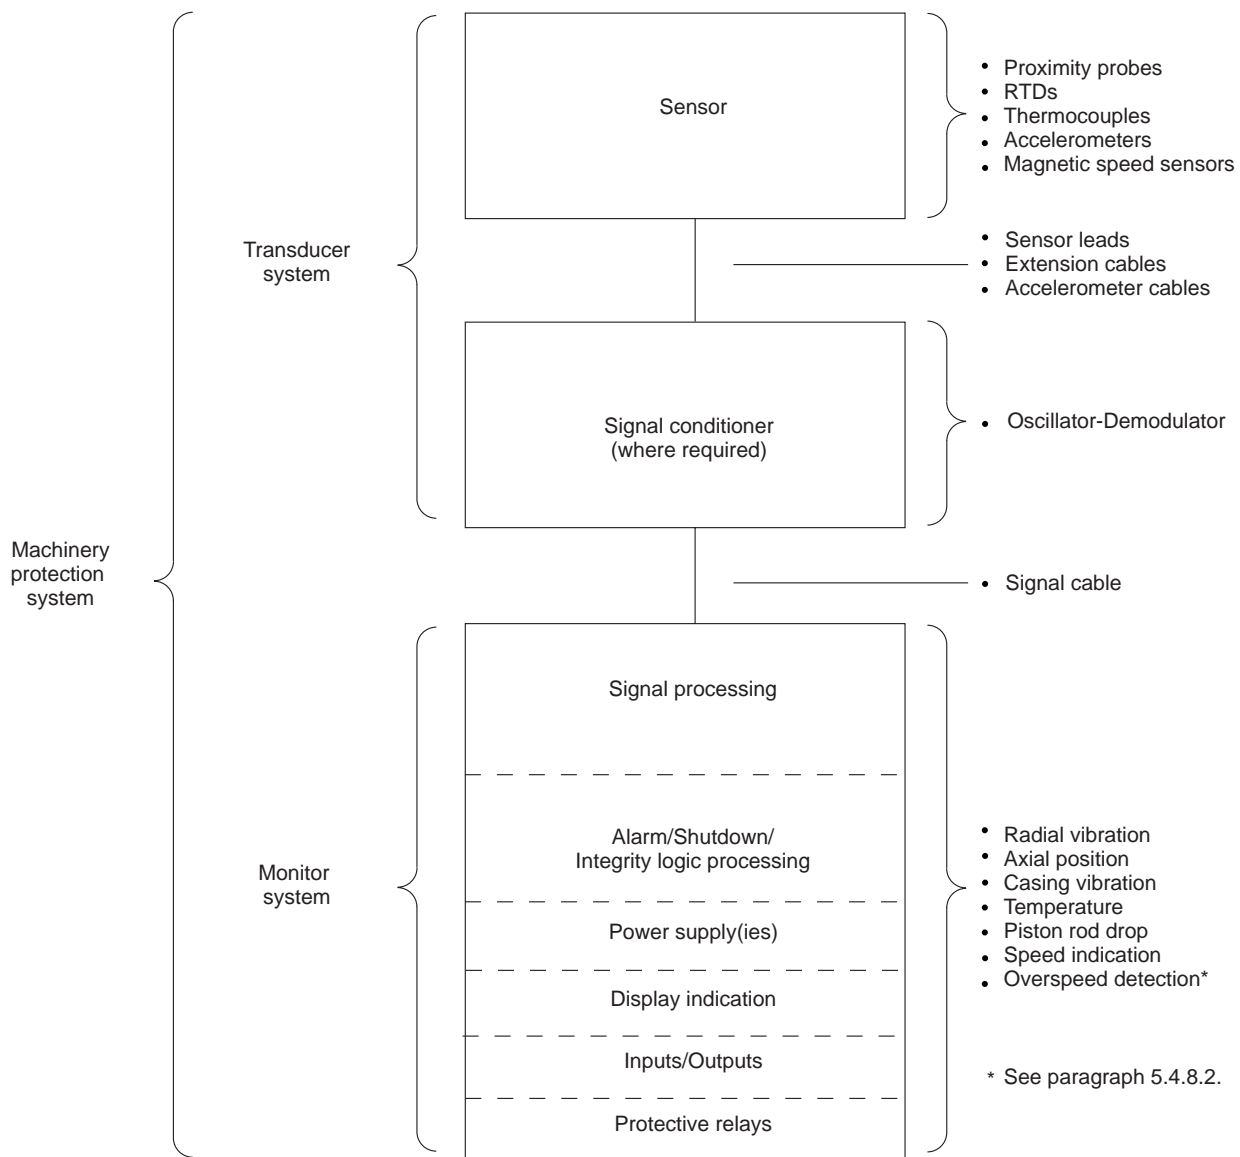 Sensor
• Proximity probes
• RTDs
• Thermocouples
• Accelerometers
• Magnetic speed sensors
Transducer
system
• Sensor leads
• Extension cables
• Accelerometer cables
Signal conditioner
(where required)
• Oscillator-Demodulator
Machinery
protection
system
• Signal cable
Signal processing
Alarm/Shutdown/
Integrity logic processing
Monitor
system
Power supply(ies)
Display indication
Inputs/Outputs
Protective relays
• Radial vibration
• Axial position
• Casing vibration
• Temperature
• Piston rod drop
• Speed indication
• Overspeed detection*
* See paragraph 5.4.8.2.